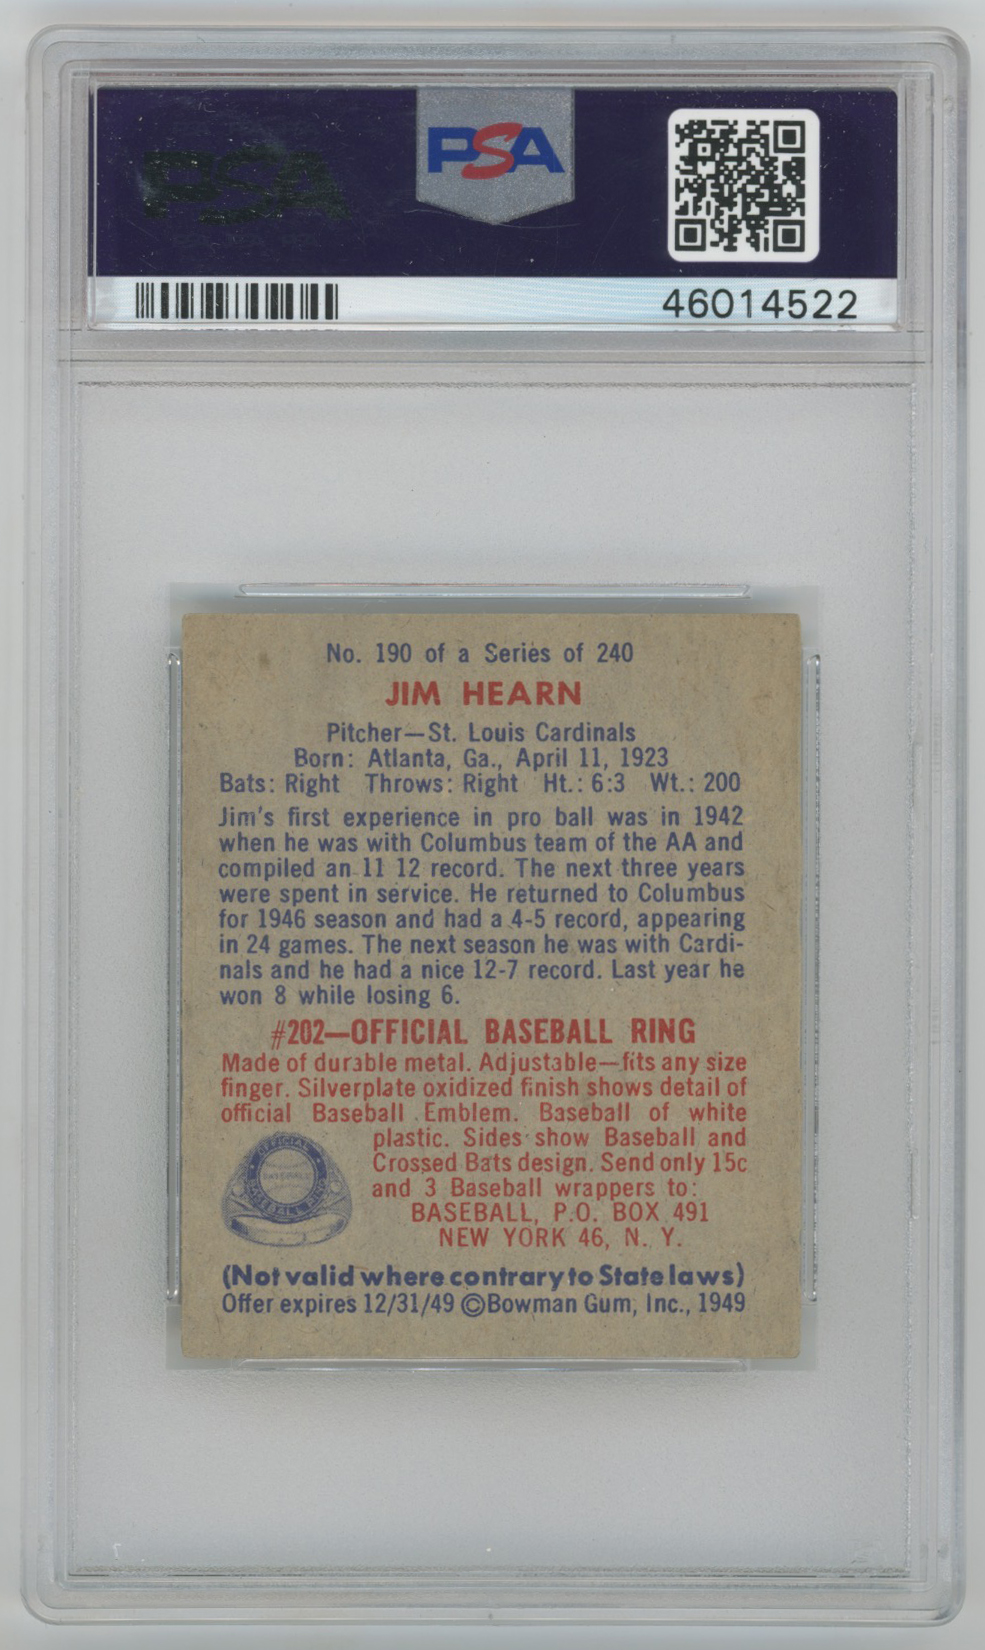 PSA
PSA
46014522
No. 190 of a Series of 240
JIM HEARN
Pitcher—St. Louis Cardinals
Born: Atlanta, Ga., April 11, 1923
Bats: Right Throws: Right Ht.: 6:3 Wt.: 200
Jim's first experience in pro ball was in 1942
when he was with Columbus team of the AA and
compiled an 11 12 record. The next three years
were spent in service. He returned to Columbus
for 1946 season and had a 4-5 record, appearing
in 24 games. The next season he was with Cardi-
nals and he had a nice 12-7 record. Last year he
won 8 while losing 6.
#202—OFFICIAL BASEBALL RING
Made of durable metal. Adjustable—fits any size
finger. Silverplate oxidized finish shows detail of
official Baseball Emblem. Baseball of white
plastic. Sides show Baseball and
Crossed Bats design. Send only 15c
and 3 Baseball wrappers to:
BASEBALL, P.O. BOX 491
NEW YORK 46, N. Y.
OFFICIAL
BASEBALL RING
(Not valid where contrary to State laws)
Offer expires 12/31/49 ©Bowman Gum, Inc., 1949